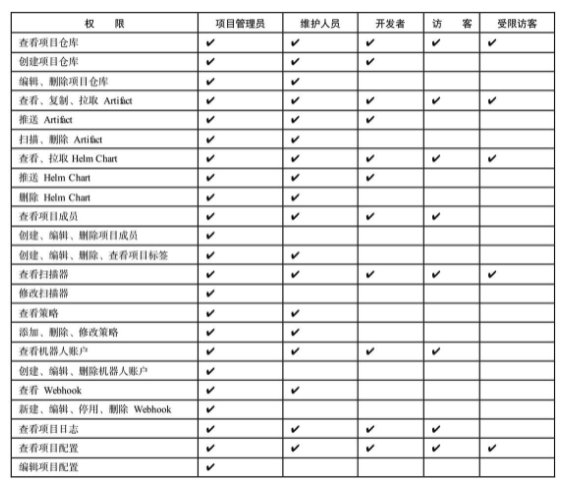 权 限 项目管理员 维护人员 开发者 访 客 受限访客
查看项目仓库 ✔ ✔ ✔ ✔ ✔
创建项目仓库 ✔ ✔ ✔
编辑、删除项目仓库 ✔ ✔
查看、复制、拉取 Artifact ✔ ✔ ✔ ✔ ✔
推送 Artifact ✔ ✔ ✔
扫描、删除 Artifact ✔ ✔
查看、拉取 Helm Chart ✔ ✔ ✔ ✔ ✔
推送 Helm Chart ✔ ✔ ✔
删除 Helm Chart ✔ ✔
查看项目成员 ✔ ✔ ✔ ✔
创建、编辑、删除项目成员 ✔
创建、编辑、删除、查看项目标签 ✔ ✔
查看扫描器 ✔ ✔ ✔ ✔ ✔
修改扫描器 ✔
查看策略 ✔ ✔
添加、删除、修改策略 ✔ ✔
查看机器人账户 ✔ ✔ ✔ ✔
创建、编辑、删除机器人账户 ✔
查看 Webhook ✔ ✔
新建、编辑、停用、删除 Webhook ✔
查看项目日志 ✔ ✔ ✔ ✔
查看项目配置 ✔ ✔ ✔ ✔ ✔
编辑项目配置 ✔